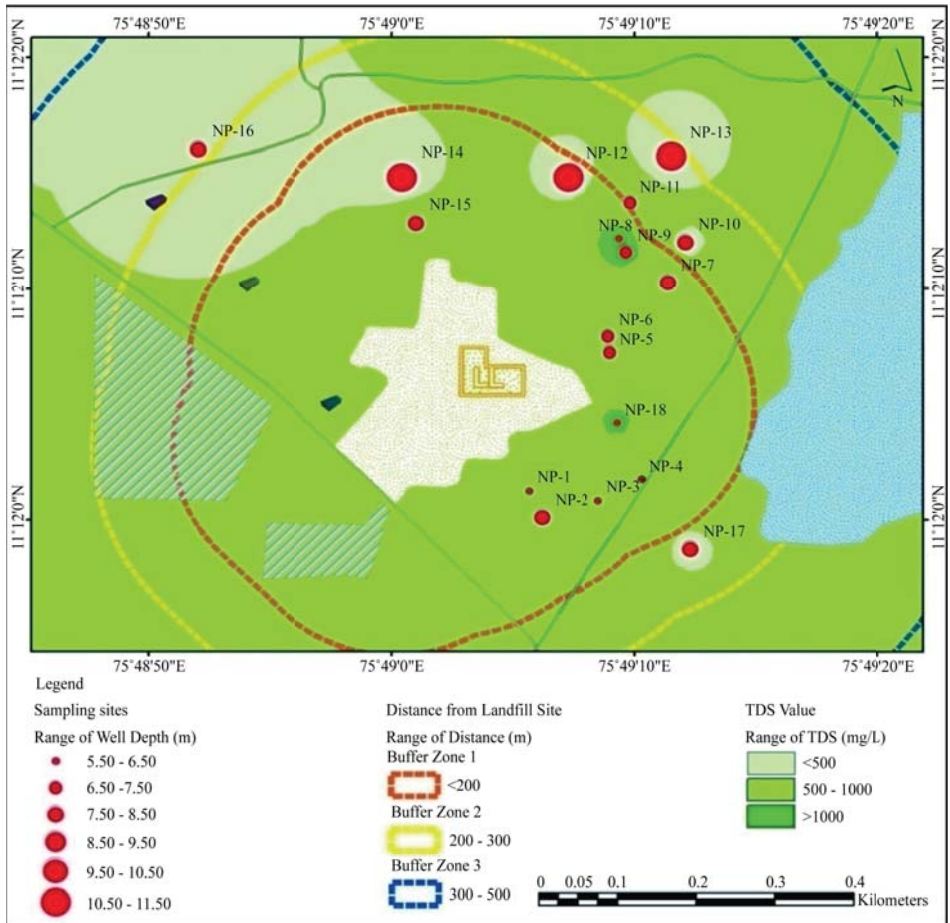 75°48'50"E 75°49'0"E 75°49'10"E 75°49'20"E
11°12'20"N 11°12'20"N
N
NP-16
NP-13
NP-14
NP-12
NP-11
NP-15
NP-8
NP-9
NP-10
NP-7
11°12'10"N 11°12'10"N
NP-6
NP-5
NP-18
NP-4
NP-1
NP-3
NP-2
11°12'0"N 11°12'0"N
NP-17
75°48'50"E 75°49'0"E 75°49'10"E 75°49'20"E
Legend
Sampling sites
Range of Well Depth (m)
5.50 - 6.50
6.50 -7.50
7.50 - 8.50
8.50 - 9.50
9.50 - 10.50
10.50 - 11.50
Distance from Landfill Site
Range of Distance (m)
Buffer Zone 1
<200
Buffer Zone 2
200 - 300
Buffer Zone 3
300 - 500
TDS Value
Range of TDS (mg/L)
<500
500 - 1000
>1000
0 0.05 0.1 0.2 0.3 0.4
Kilometers